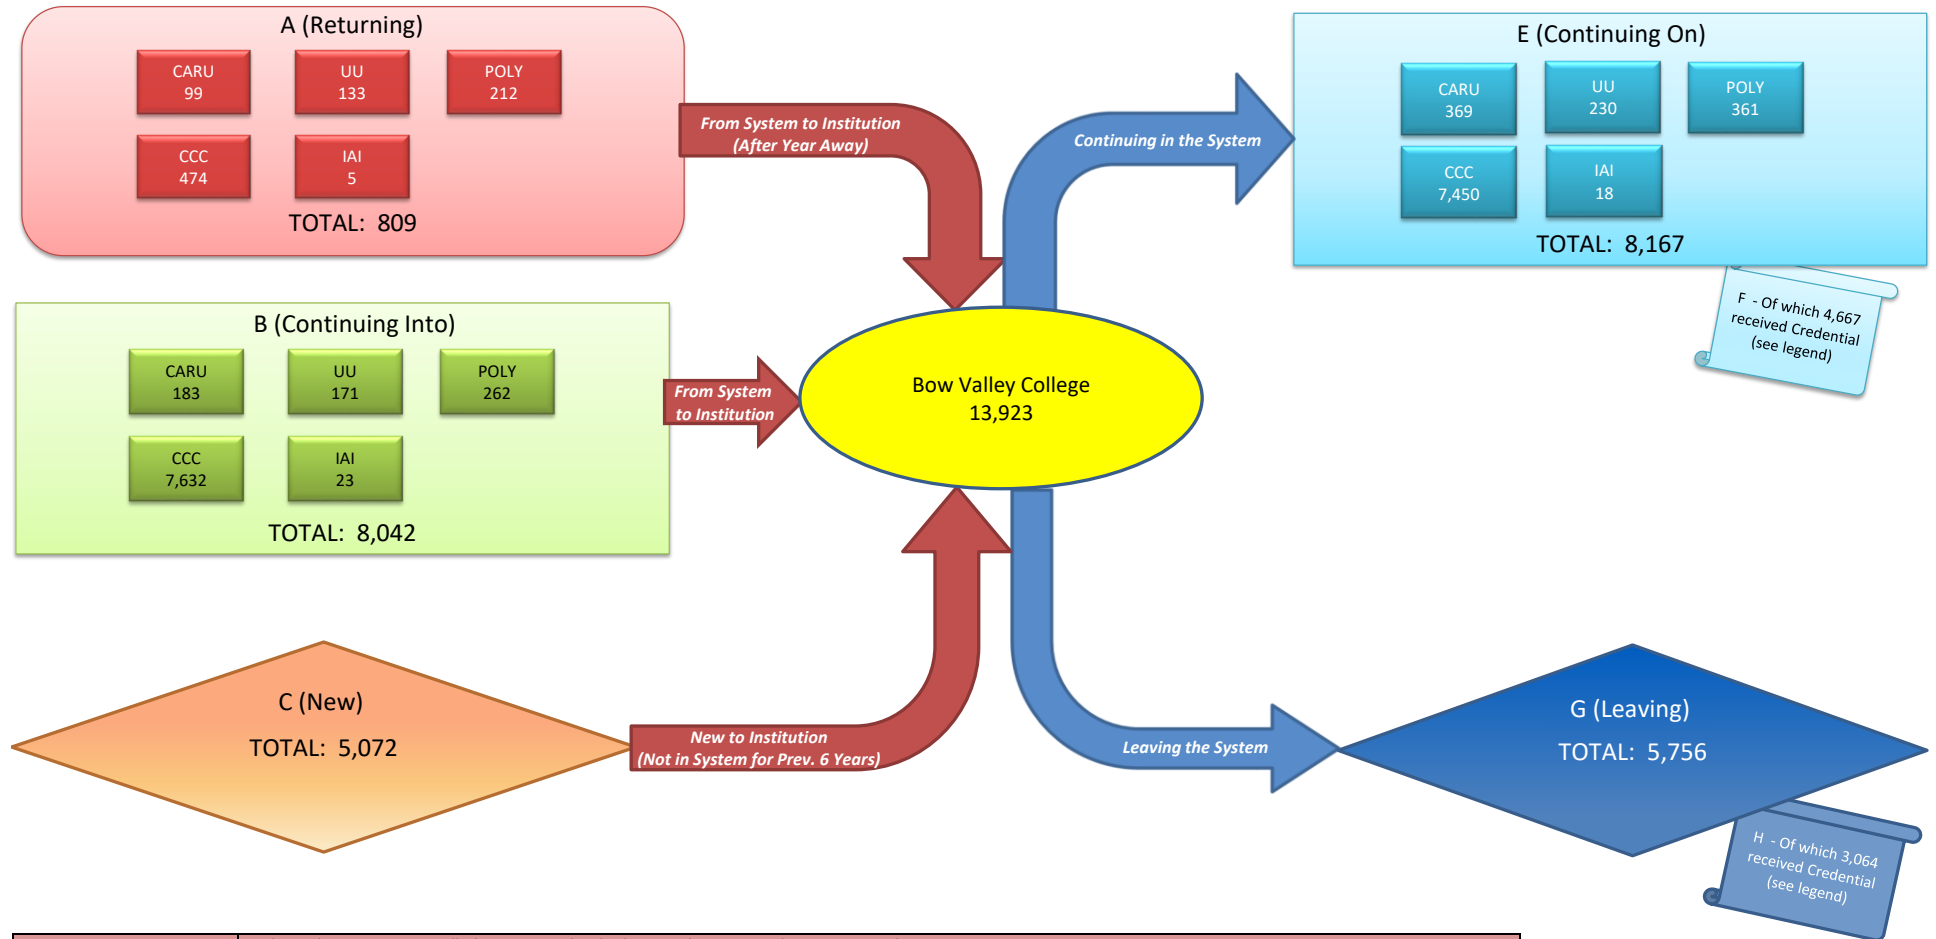 A (Returning)
CARU
99
UU
133
POLY
212
CCC
474
IAI
5
TOTAL: 809
From System to Institution
(After Year Away)
Continuing in the System
E (Continuing On)
CARU
369
UU
230
POLY
361
CCC
7,450
IAI
18
TOTAL: 8,167
F - Of which 4,667
received Credential
(see legend)
B (Continuing Into)
CARU
183
UU
171
POLY
262
CCC
7,632
IAI
23
TOTAL: 8,042
From System
to Institution
Bow Valley College
13,923
C (New)
TOTAL: 5,072
New to Institution
(Not in System for Prev. 6 Years)
Leaving the System
G (Leaving)
TOTAL: 5,756
H - Of which 3,064
received Credential
(see legend)